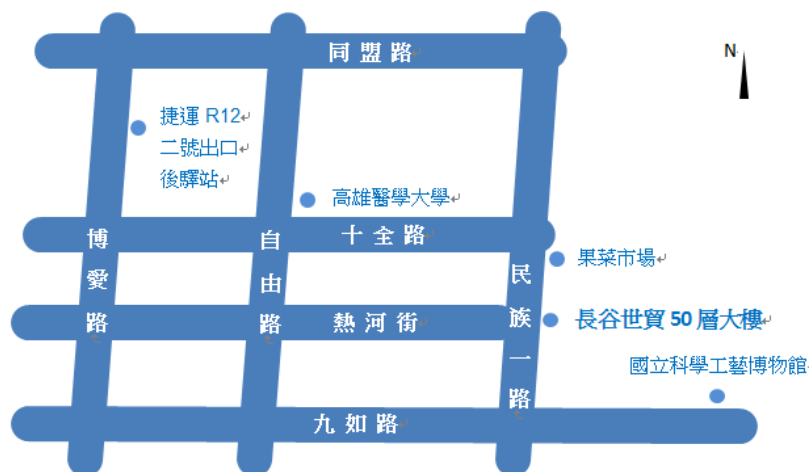 同盟路
N
捷運 R12
二號出口
後驛站
高雄醫學大學
博愛路
自由路
十全路
民族一路
果菜市場
熱河街
長谷世貿 50 層大樓
國立科學工藝博物館
九如路